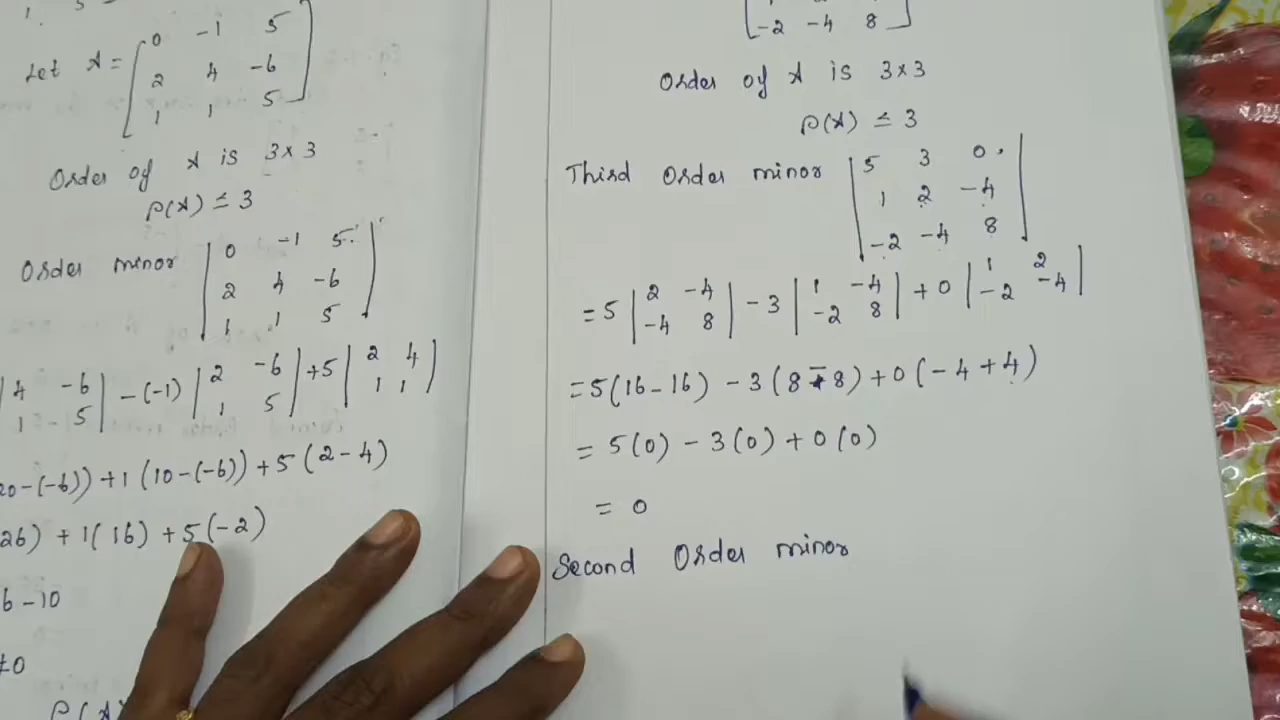 Let A = [ 0 -1 5
2 4 -6
1 1 5 ]
Order of A is 3×3
ρ(A) ≤ 3
Order minor | 0 -1 5 |
| 2 4 -6 |
| 1 1 5 |
| 4 -6 | - (-1) | 2 -6 | + 5 | 2 4 |
| 1 5 | | 1 5 | | 1 1 |
20-(-6)) + 1 (10-(-6)) + 5 (2-4)
26) + 1(16) + 5(-2)
6 - 10
≠0
ρ(A)
-2 -4 8 ]
Order of A is 3×3
ρ(A) ≤ 3
Third Order minor | 5 3 0 |
| 1 2 -4 |
| -2 -4 8 |
= 5 | 2 -4 | - 3 | 1 -4 | + 0 | 1 2 |
| -4 8 | | -2 8 | | -2 -4 |
= 5(16-16) - 3(8-8) + 0(-4+4)
= 5(0) - 3(0) + 0(0)
= 0
Second Order minor